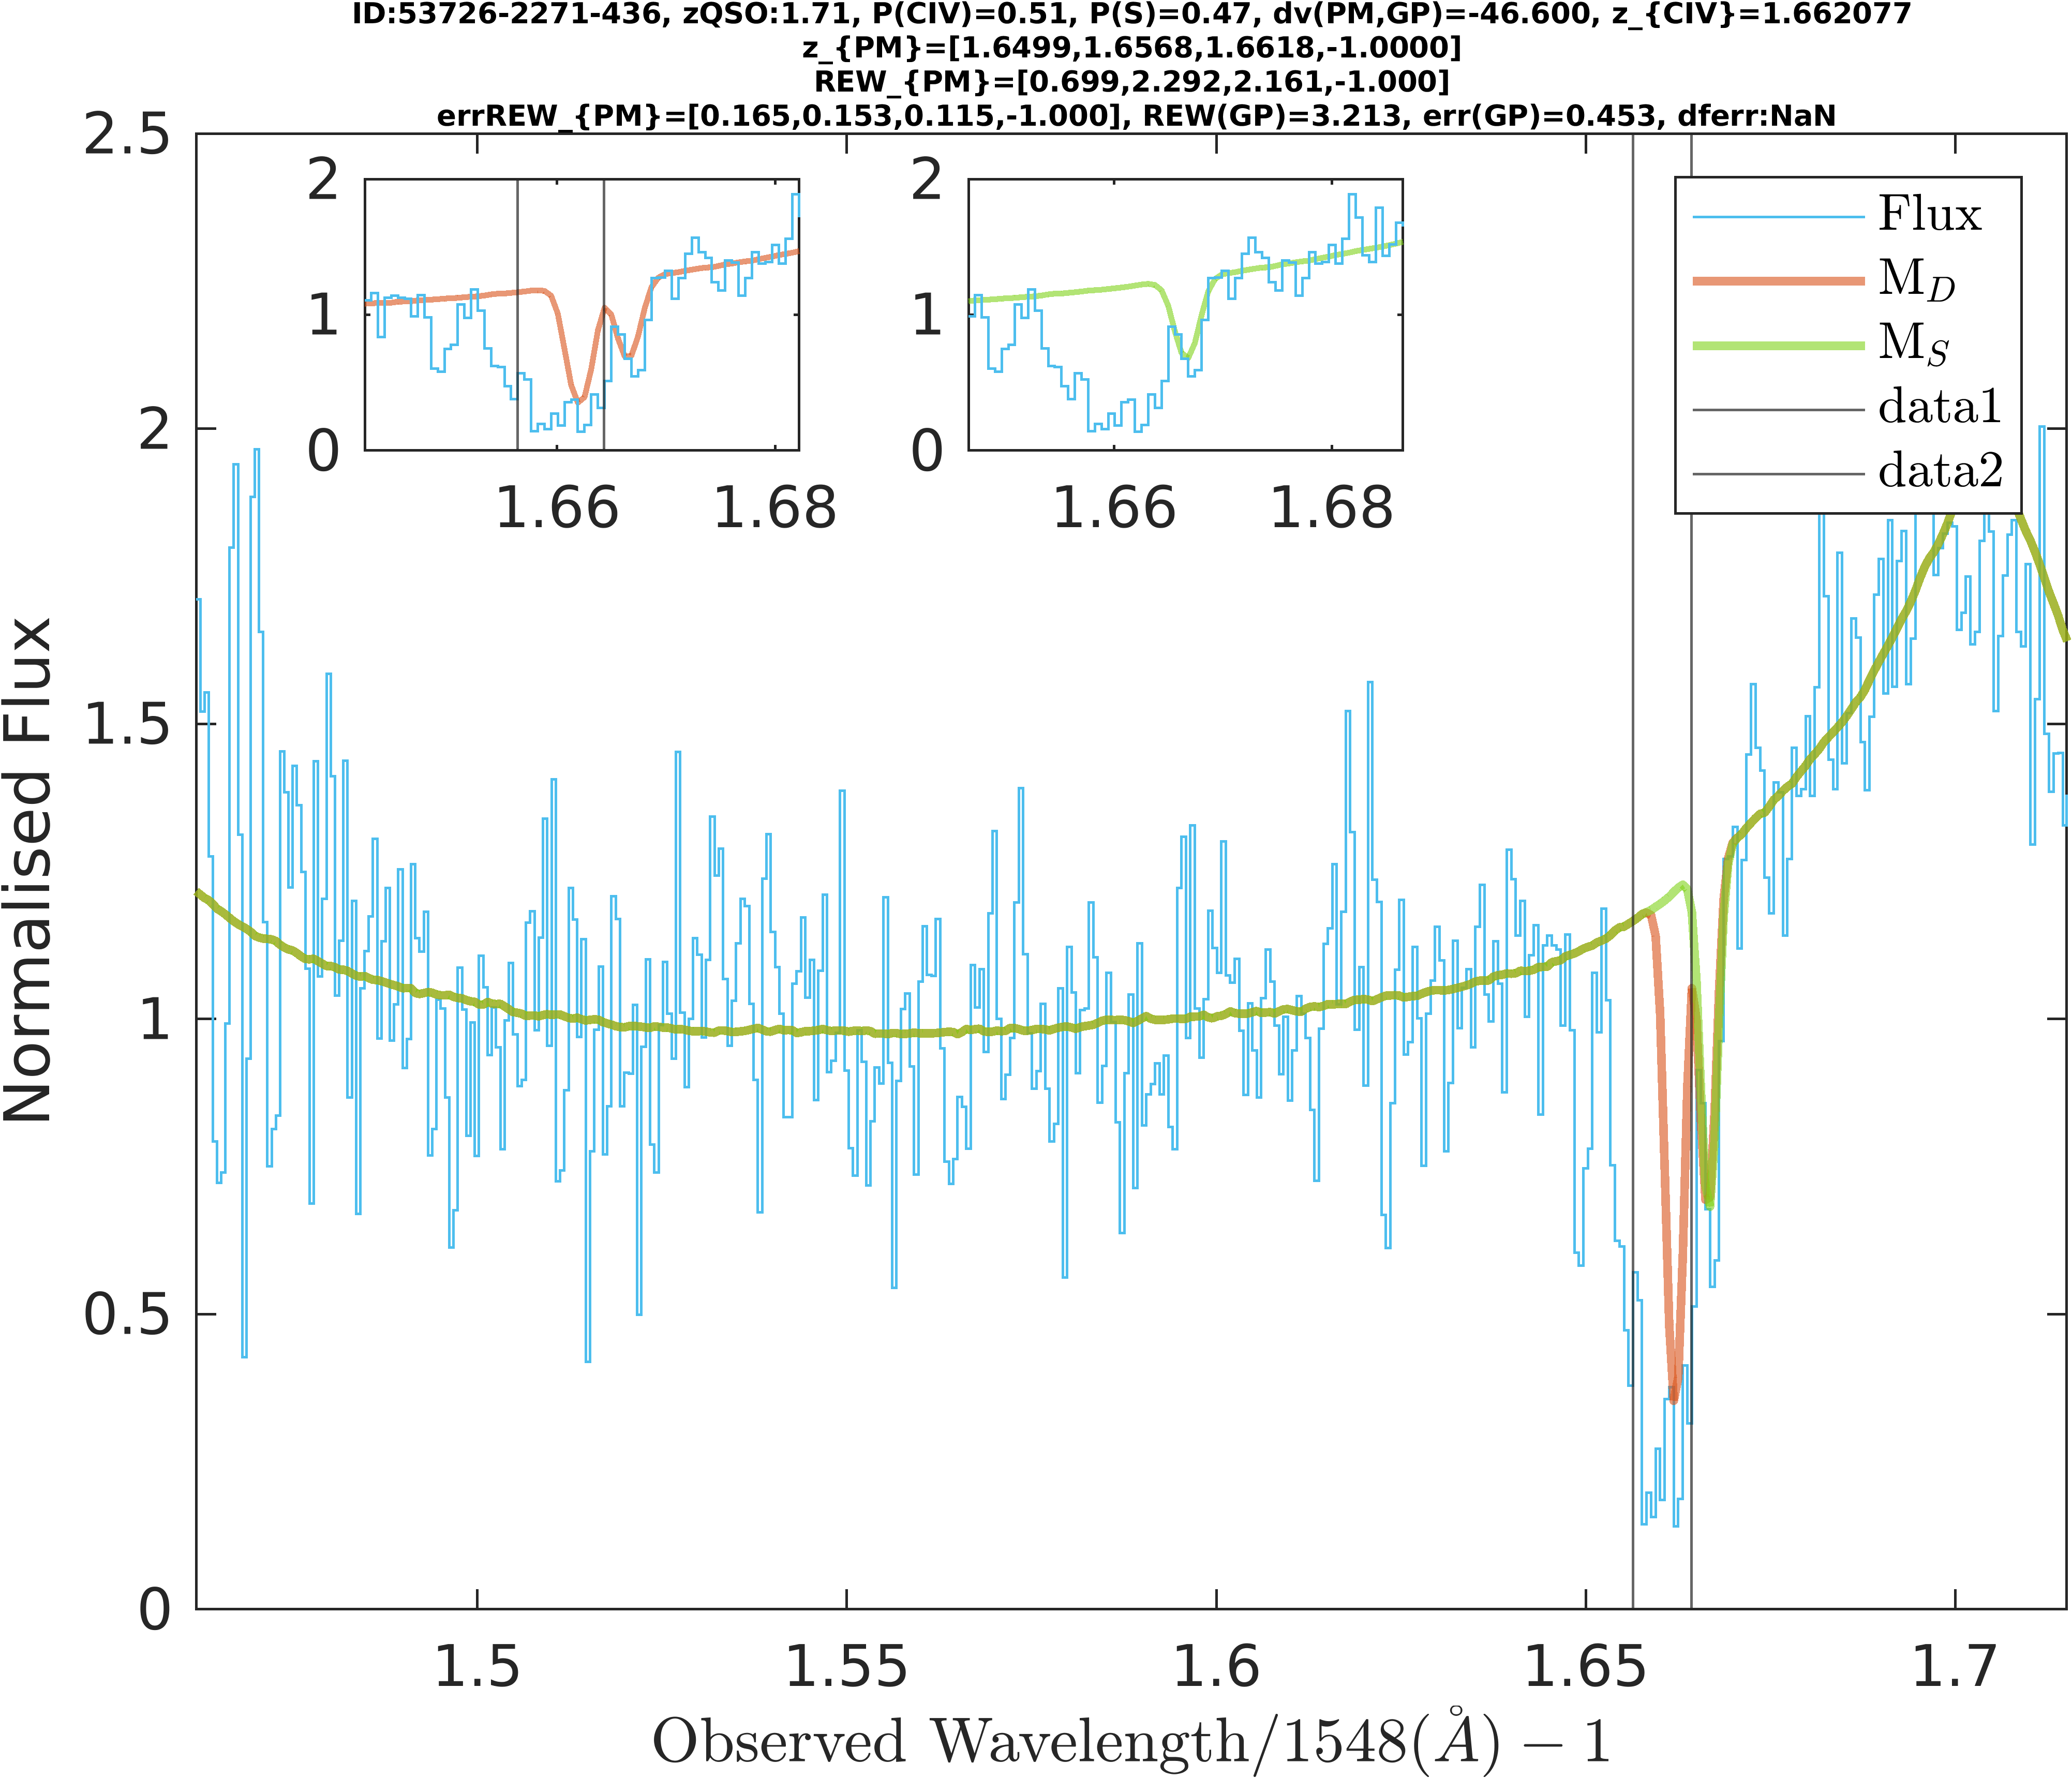 ID:53726-2271-436, zQSO:1.71, P(CIV)=0.51, P(S)=0.47, dv(PM,GP)=-46.600, z_{CIV}=1.662077
z_{PM}=[1.6499,1.6568,1.6618,-1.0000]
REW_{PM}=[0.699,2.292,2.161,-1.000]
errREW_{PM}=[0.165,0.153,0.115,-1.000], REW(GP)=3.213, err(GP)=0.453, dferr:NaN
2.5
2
1.5
1
0.5
0
Normalised Flux
2
1
0
1.66
1.68
2
1
0
1.66
1.68
Flux
M_D
M_S
data1
data2
1.5
1.55
1.6
1.65
1.7
Observed Wavelength/1548(Å) − 1